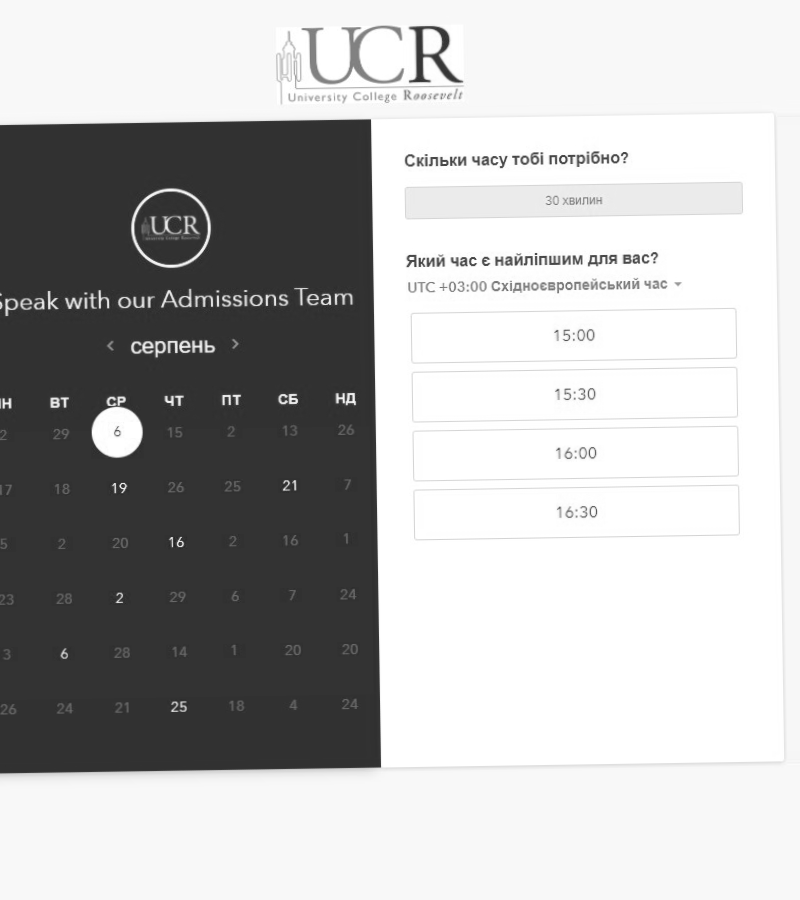 UCR
University College Roosevelt
UCR
University College Roosevelt
Speak with our Admissions Team
серпень
ПН ВТ СР ЧТ ПТ СБ НД
2 29 6 15 2 13 26
17 18 19 26 25 21 7
5 2 20 16 2 16 1
23 28 2 29 6 7 24
3 6 28 14 1 20 20
26 24 21 25 18 4 24
Скільки часу тобі потрібно?
30 хвилин
Який час є найліпшим для вас?
UTC +03:00 Східноєвропейський час
15:00
15:30
16:00
16:30